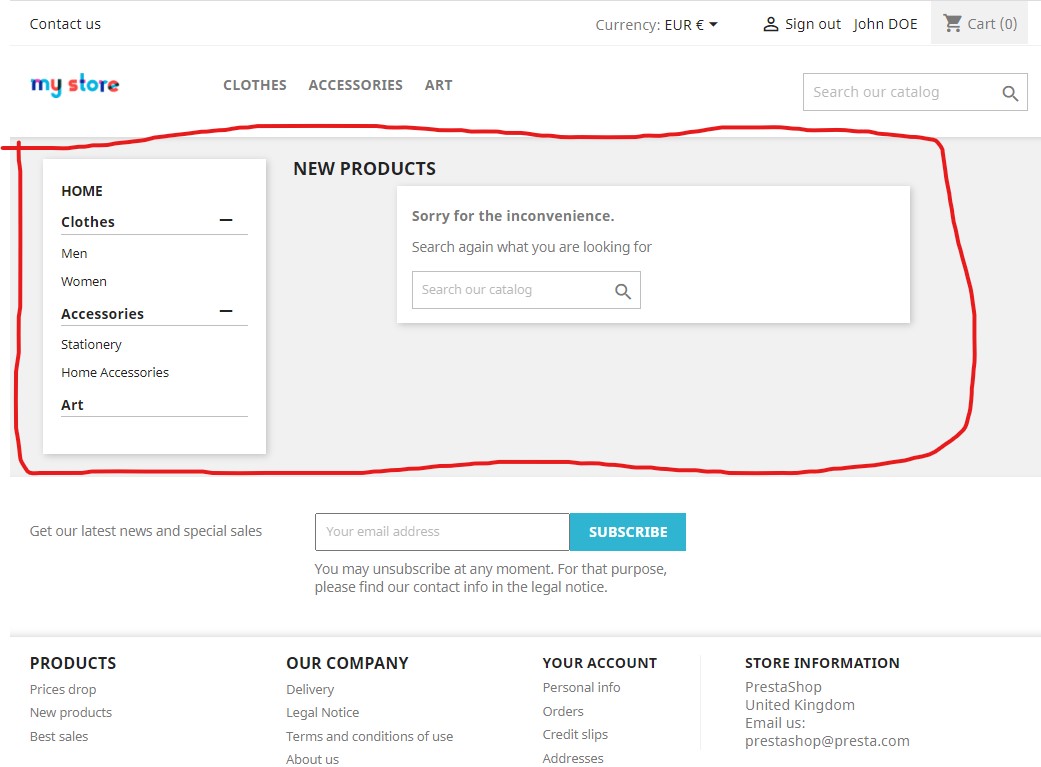 Contact us
Currency: EUR €
Sign out John DOE
Cart (0)
my store
CLOTHES ACCESSORIES ART
Search our catalog
HOME
Clothes
Men
Women
Accessories
Stationery
Home Accessories
Art
NEW PRODUCTS
Sorry for the inconvenience.
Search again what you are looking for
Search our catalog
Get our latest news and special sales
Your email address
SUBSCRIBE
You may unsubscribe at any moment. For that purpose,
please find our contact info in the legal notice.
PRODUCTS
Prices drop
New products
Best sales
OUR COMPANY
Delivery
Legal Notice
Terms and conditions of use
About us
YOUR ACCOUNT
Personal info
Orders
Credit slips
Addresses
STORE INFORMATION
PrestaShop
United Kingdom
Email us:
prestashop@presta.com